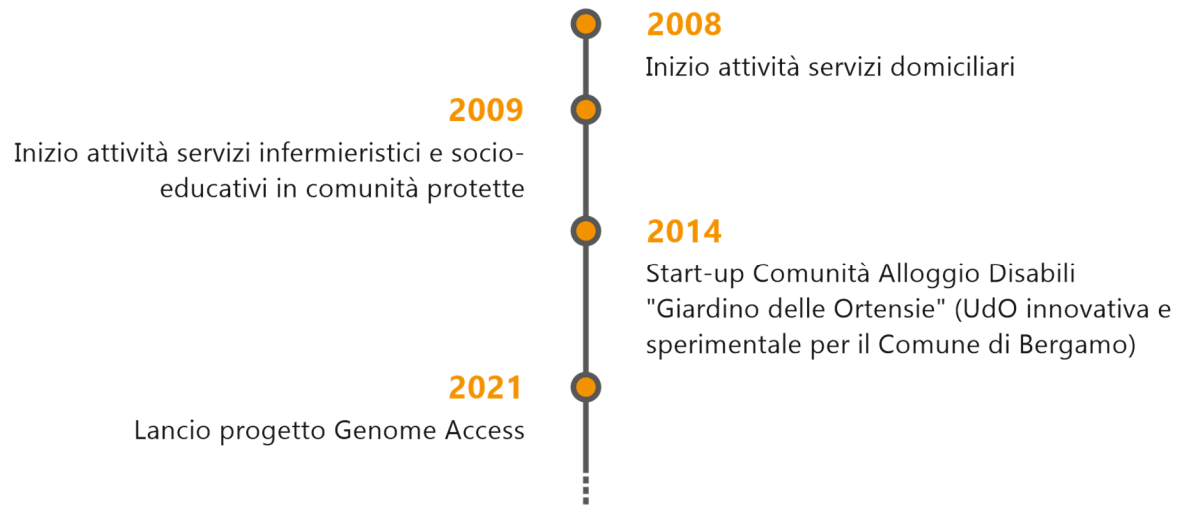 2008
Inizio attività servizi domiciliari
2009
Inizio attività servizi infermieristici e socio-
educativi in comunità protette
2014
Start-up Comunità Alloggio Disabili
"Giardino delle Ortensie" (UdO innovativa e
sperimentale per il Comune di Bergamo)
2021
Lancio progetto Genome Access